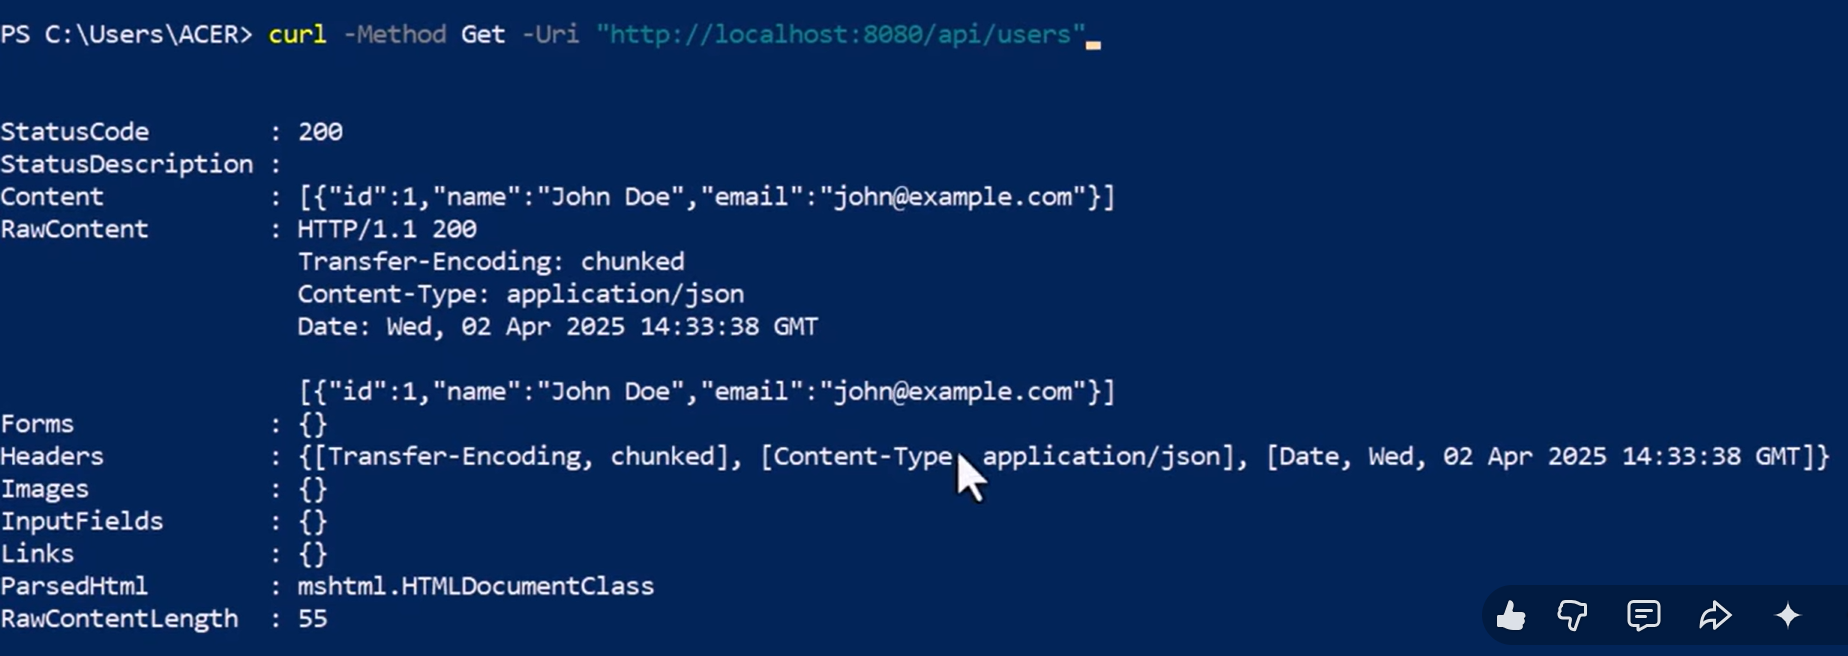 PS C:\Users\ACER> curl -Method Get -Uri "http://localhost:8080/api/users"
StatusCode : 200
StatusDescription :
Content : [{"id":1,"name":"John Doe","email":"john@example.com"}]
RawContent : HTTP/1.1 200
Transfer-Encoding: chunked
Content-Type: application/json
Date: Wed, 02 Apr 2025 14:33:38 GMT
[{"id":1,"name":"John Doe","email":"john@example.com"}]
Forms : {}
Headers : {[Transfer-Encoding, chunked], [Content-Type, application/json], [Date, Wed, 02 Apr 2025 14:33:38 GMT]}
Images : {}
InputFields : {}
Links : {}
ParsedHtml : mshtml.HTMLDocumentClass
RawContentLength : 55